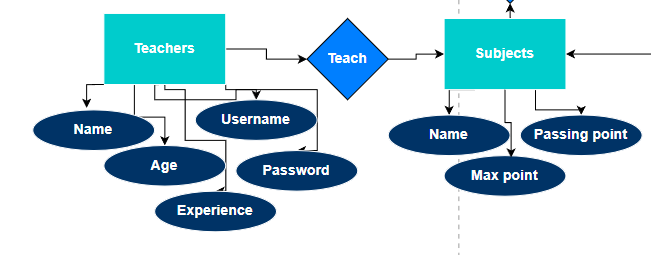 Teachers
Teach
Subjects
Name
Username
Age
Password
Experience
Name
Passing point
Max point